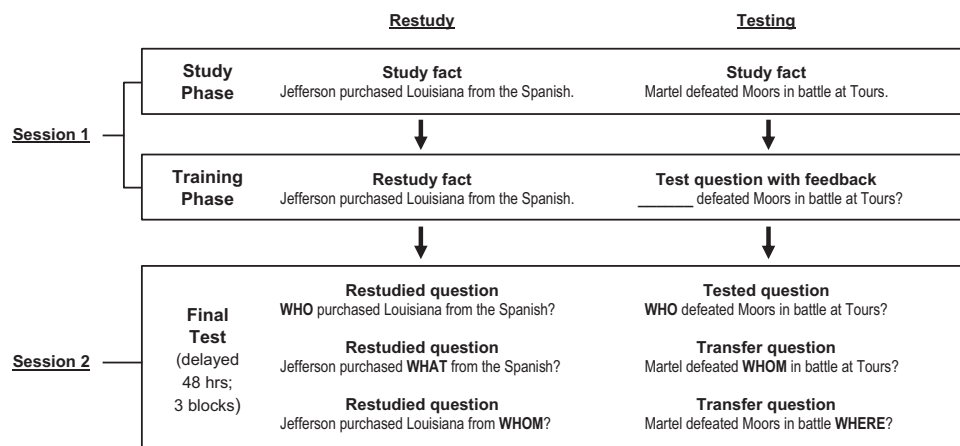 Restudy Testing
Study Phase
Study fact
Jefferson purchased Louisiana from the Spanish.
Study fact
Martel defeated Moors in battle at Tours.
Session 1
Training Phase
Restudy fact
Jefferson purchased Louisiana from the Spanish.
Test question with feedback
______ defeated Moors in battle at Tours?
Session 2
Final
Test
(delayed
48 hrs;
3 blocks)
Restudied question
WHO purchased Louisiana from the Spanish?
Tested question
WHO defeated Moors in battle at Tours?
Restudied question
Jefferson purchased WHAT from the Spanish?
Transfer question
Martel defeated WHOM in battle at Tours?
Restudied question
Jefferson purchased Louisiana from WHOM?
Transfer question
Martel defeated Moors in battle WHERE?